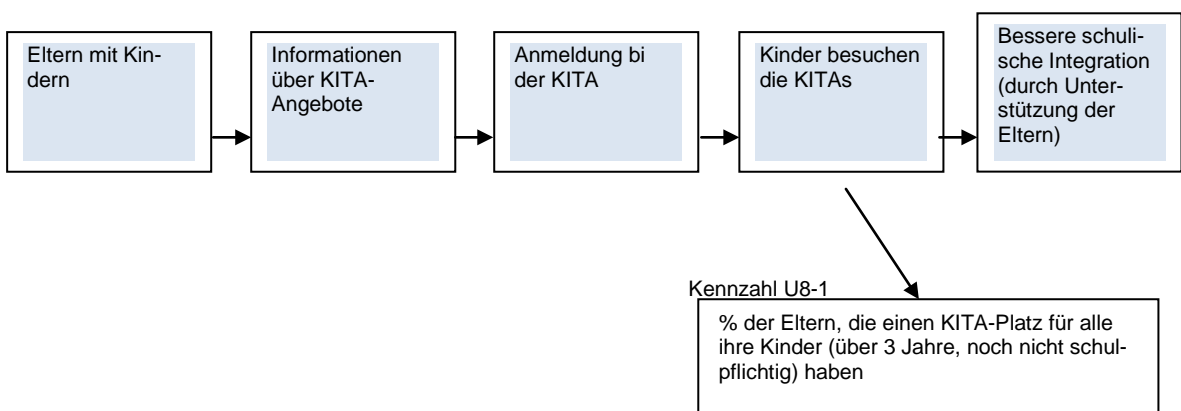 Eltern mit Kin-
dern
Informationen
über KITA-
Angebote
Anmeldung bi
der KITA
Kinder besuchen
die KITAs
Bessere schuli-
sche Integration
(durch Unter-
stützung der
Eltern)
Kennzahl U8-1
% der Eltern, die einen KITA-Platz für alle
ihre Kinder (über 3 Jahre, noch nicht schul-
pflichtig) haben